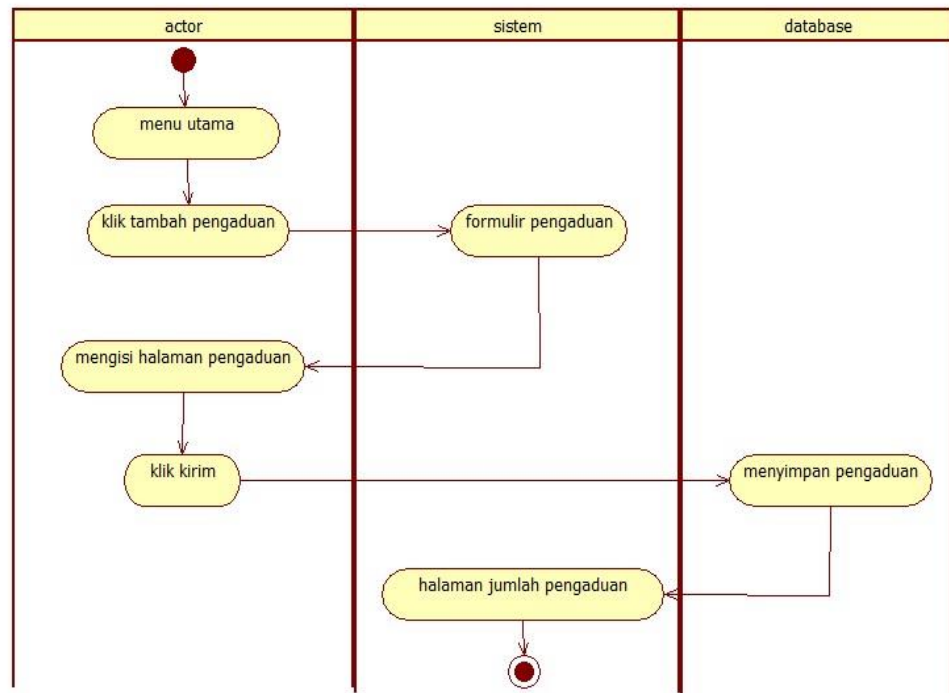 actor
sistem
database
menu utama
klik tambah pengaduan
formulir pengaduan
mengisi halaman pengaduan
klik kirim
menyimpan pengaduan
halaman jumlah pengaduan